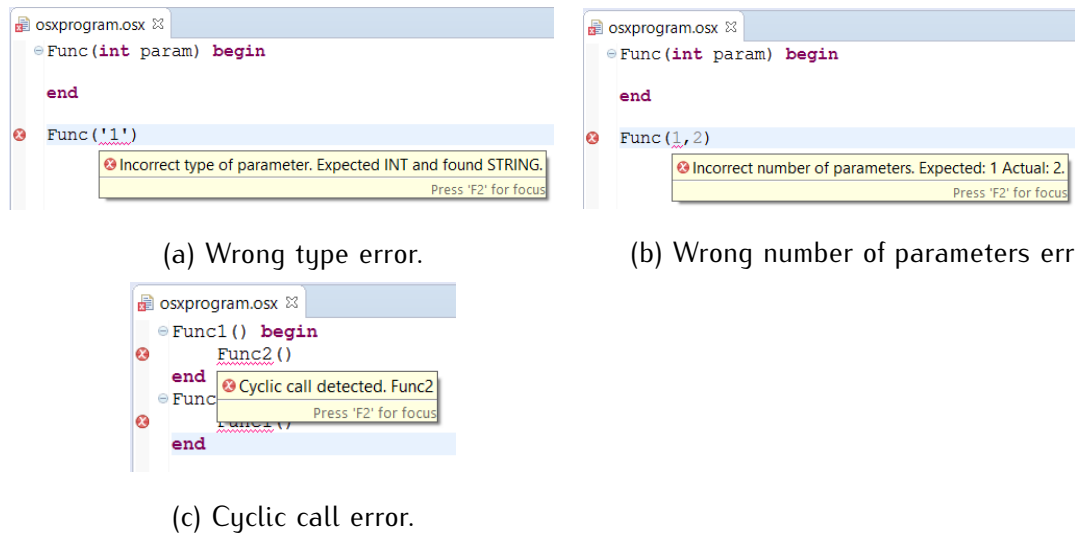 osxprogram.osx
Func(int param) begin
end
Func('1')
Incorrect type of parameter. Expected INT and found STRING.
Press 'F2' for focus
(a) Wrong type error.
osxprogram.osx
Func(int param) begin
end
Func(1,2)
Incorrect number of parameters. Expected: 1 Actual: 2.
Press 'F2' for focus
(b) Wrong number of parameters err
osxprogram.osx
Func1() begin
Func2()
end
Cyclic call detected. Func2
Func
Press 'F2' for focus
Func1()
end
(c) Cyclic call error.